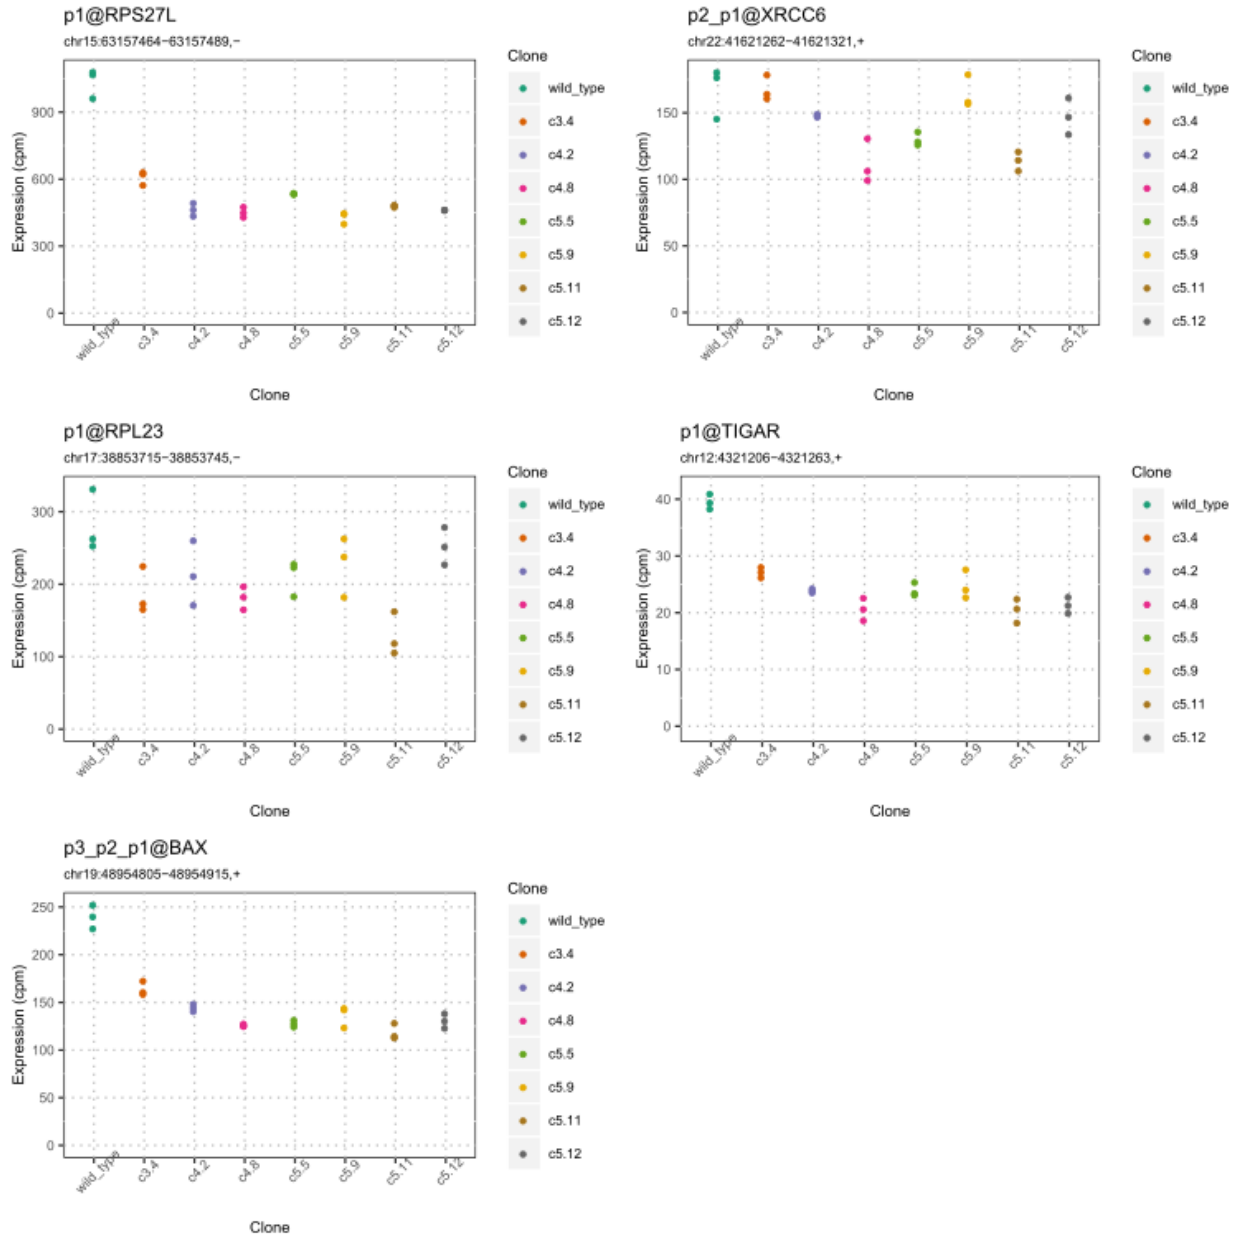 p1@RPS27L
chr15:63157464−63157489,−
Expression (cpm)
900
600
300
0
wild_type
c3.4
c4.2
c4.8
c5.5
c5.9
c5.11
c5.12
Clone
Clone
wild_type
c3.4
c4.2
c4.8
c5.5
c5.9
c5.11
c5.12
p2_p1@XRCC6
chr22:41621262−41621321,+
Expression (cpm)
150
100
50
0
wild_type
c3.4
c4.2
c4.8
c5.5
c5.9
c5.11
c5.12
Clone
Clone
wild_type
c3.4
c4.2
c4.8
c5.5
c5.9
c5.11
c5.12
p1@RPL23
chr17:38853715−38853745,−
Expression (cpm)
300
200
100
0
wild_type
c3.4
c4.2
c4.8
c5.5
c5.9
c5.11
c5.12
Clone
Clone
wild_type
c3.4
c4.2
c4.8
c5.5
c5.9
c5.11
c5.12
p1@TIGAR
chr12:4321206−4321263,+
Expression (cpm)
40
30
20
10
0
wild_type
c3.4
c4.2
c4.8
c5.5
c5.9
c5.11
c5.12
Clone
Clone
wild_type
c3.4
c4.2
c4.8
c5.5
c5.9
c5.11
c5.12
p3_p2_p1@BAX
chr19:48954805−48954915,+
Expression (cpm)
250
200
150
100
50
0
wild_type
c3.4
c4.2
c4.8
c5.5
c5.9
c5.11
c5.12
Clone
Clone
wild_type
c3.4
c4.2
c4.8
c5.5
c5.9
c5.11
c5.12